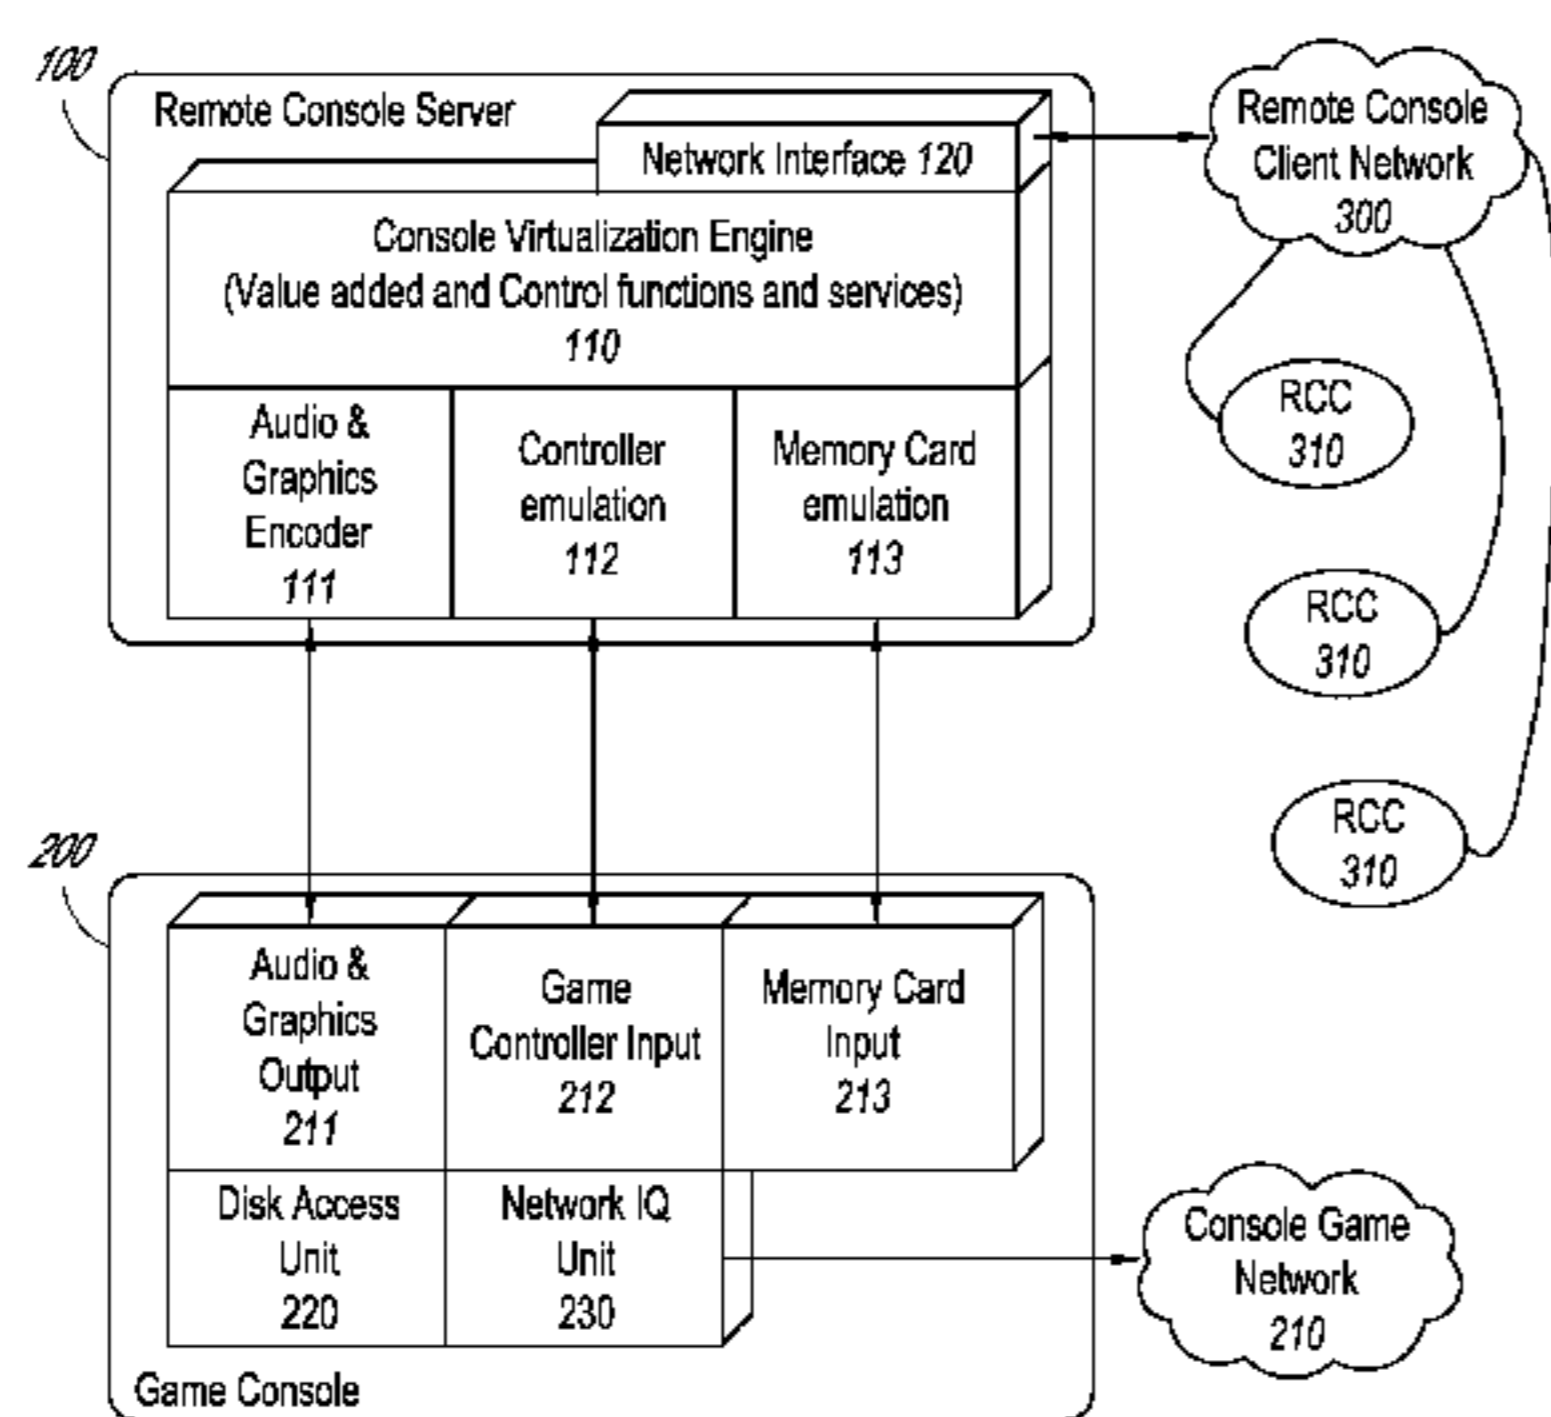 100
Remote Console Server
Network Interface 120
Console Virtualization Engine
(Value added and Control functions and services)
110
Audio &
Graphics
Encoder
111
Controller
emulation
112
Memory Card
emulation
113
Remote Console
Client Network
300
RCC
310
RCC
310
RCC
310
200
Audio &
Graphics
Output
211
Game
Controller Input
212
Memory Card
Input
213
Disk Access
Unit
220
Network IQ
Unit
230
Console Game
Network
210
Game Console